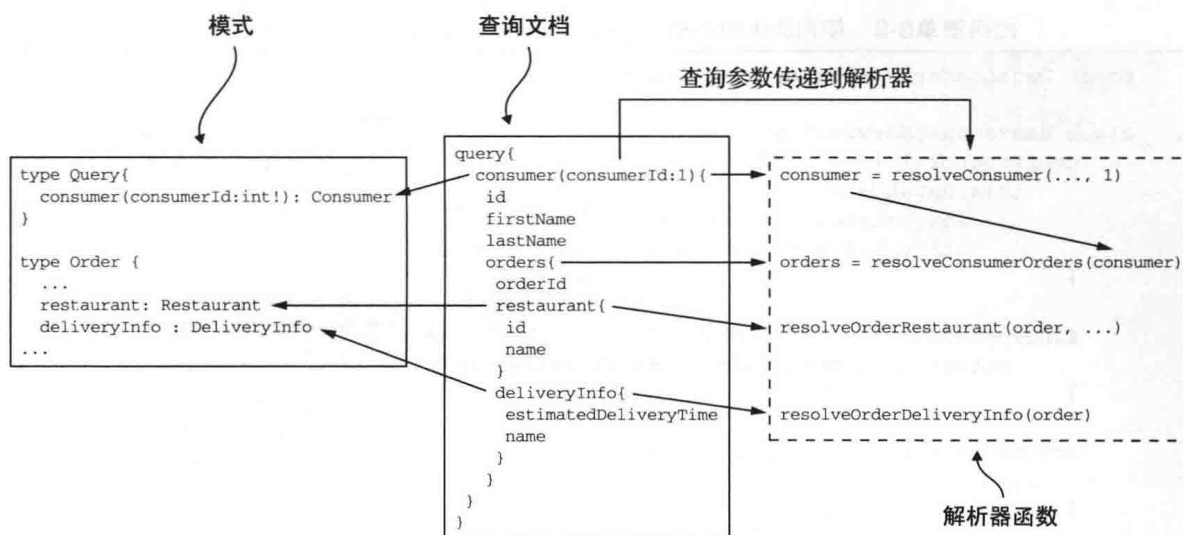 模式
查询文档
查询参数传递到解析器
type Query{
consumer(consumerId:int!): Consumer
}
type Order {
...
restaurant: Restaurant
deliveryInfo : DeliveryInfo
...
query{
consumer(consumerId:1){
id
firstName
lastName
orders{
orderId
restaurant{
id
name
}
deliveryInfo{
estimatedDeliveryTime
name
}
}
}
}
consumer = resolveConsumer(..., 1)
orders = resolveConsumerOrders(consumer)
resolveOrderRestaurant(order, ...)
resolveOrderDeliveryInfo(order)
解析器函数